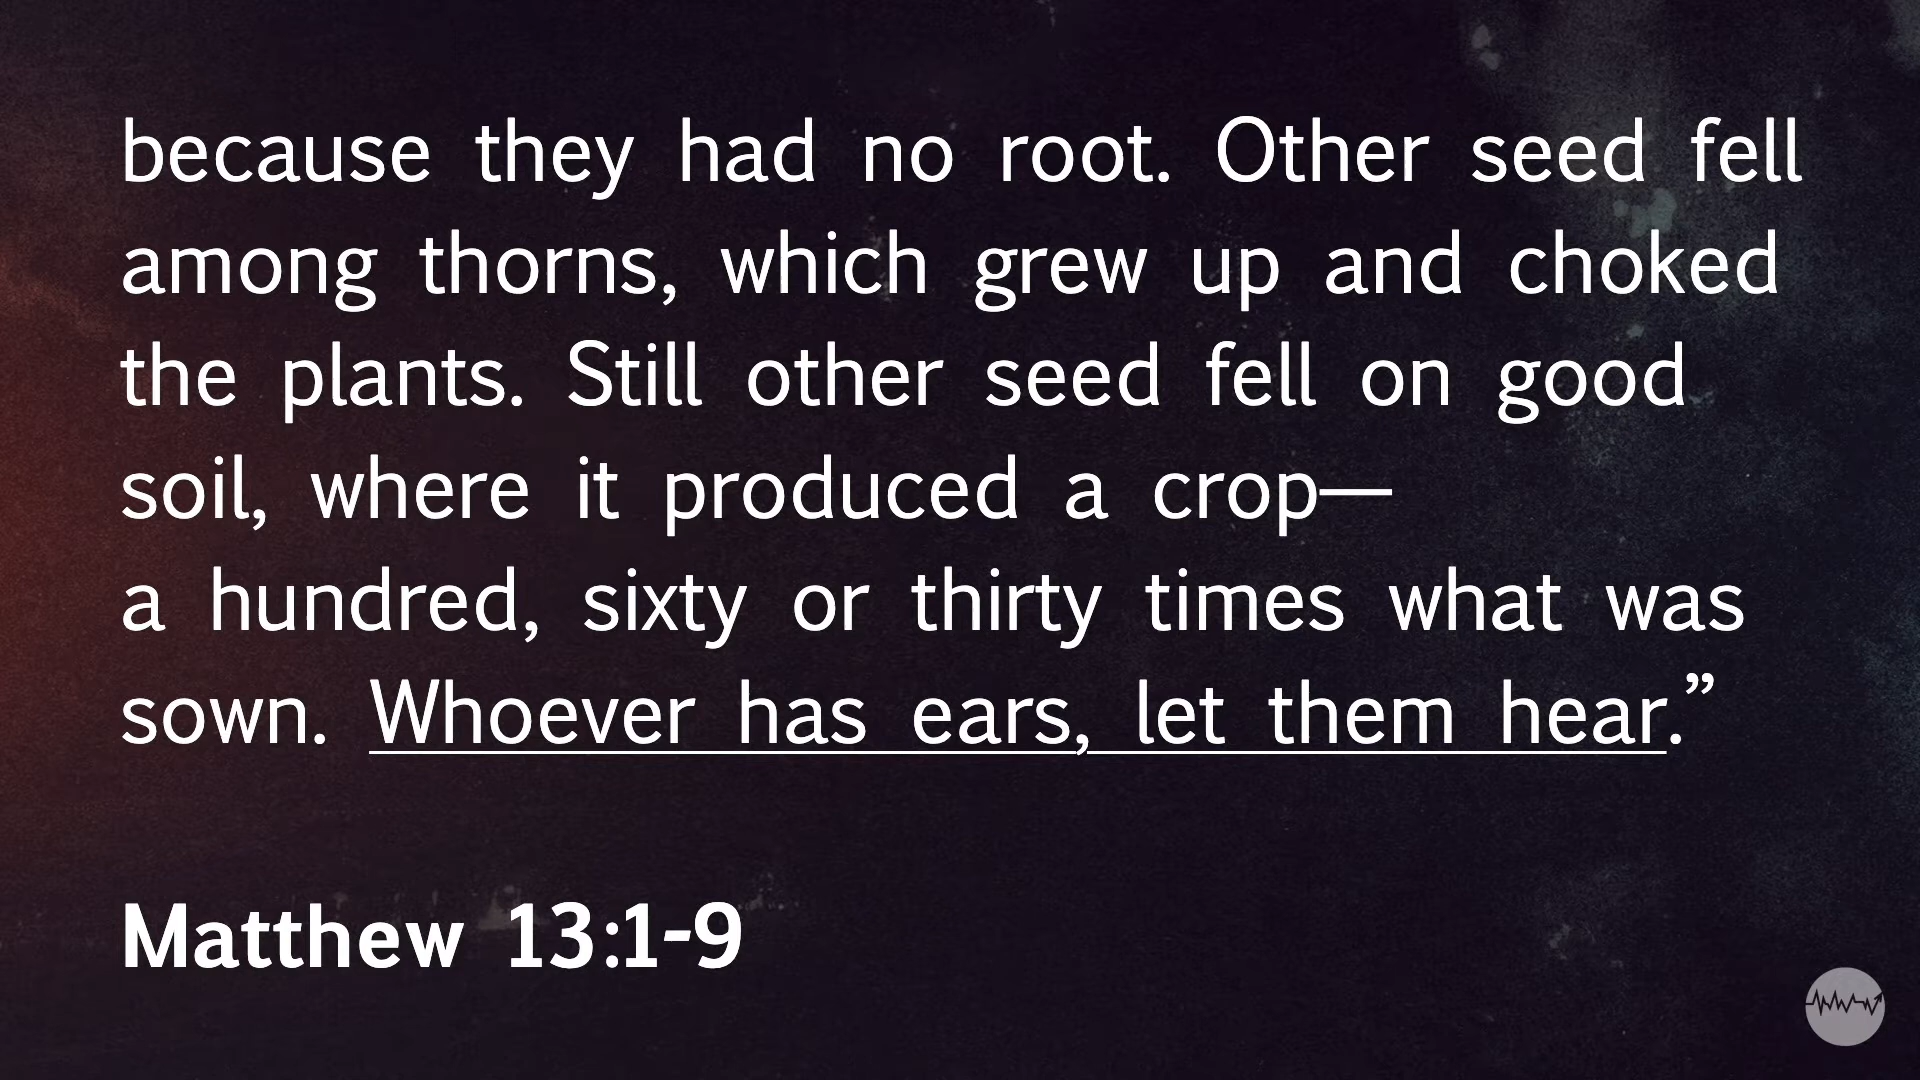 because they had no root. Other seed fell
among thorns, which grew up and choked
the plants. Still other seed fell on good
soil, where it produced a crop—
a hundred, sixty or thirty times what was
sown. Whoever has ears, let them hear.”
Matthew 13:1-9